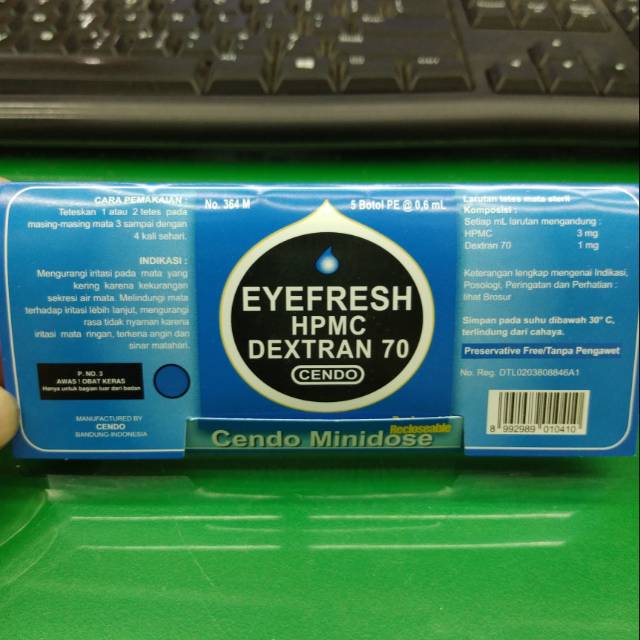 CARA PEMAKAIAN :
Teteskan 1 atau 2 tetes pada
masing-masing mata 3 sampai dengan
4 kali sehari.
INDIKASI :
Mengurangi iritasi pada mata yang
kering karena kekurangan
sekresi air mata. Melindungi mata
terhadap iritasi lebih lanjut, mengurangi
rasa tidak nyaman karena
iritasi mata ringan, terkena angin dan
sinar matahari.
P. NO. 3
AWAS ! OBAT KERAS
Hanya untuk bagian luar dari badan
MANUFACTURED BY
CENDO
BANDUNG-INDONESIA
No. 364 M
5 Botol PE @ 0,6 mL
EYEFRESH
HPMC
DEXTRAN 70
CENDO
Recloseable
Cendo Minidose
Larutan tetes mata steril
Komposisi :
Setiap mL larutan mengandung :
HPMC 3 mg
Dextran 70 1 mg
Keterangan lengkap mengenai Indikasi,
Posologi, Peringatan dan Perhatian :
lihat Brosur
Simpan pada suhu dibawah 30° C,
terlindung dari cahaya.
Preservative Free/Tanpa Pengawet
No. Reg. DTL0203808846A1
8 992989 010410